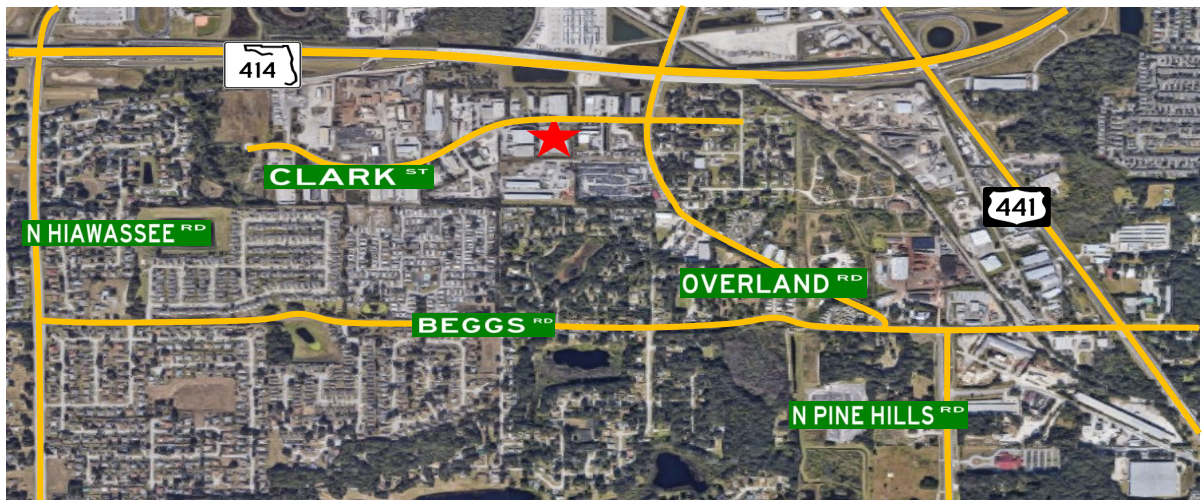 414
CLARK ST
441
N HIAWASSEE RD
OVERLAND RD
BEGGS RD
N PINE HILLS RD